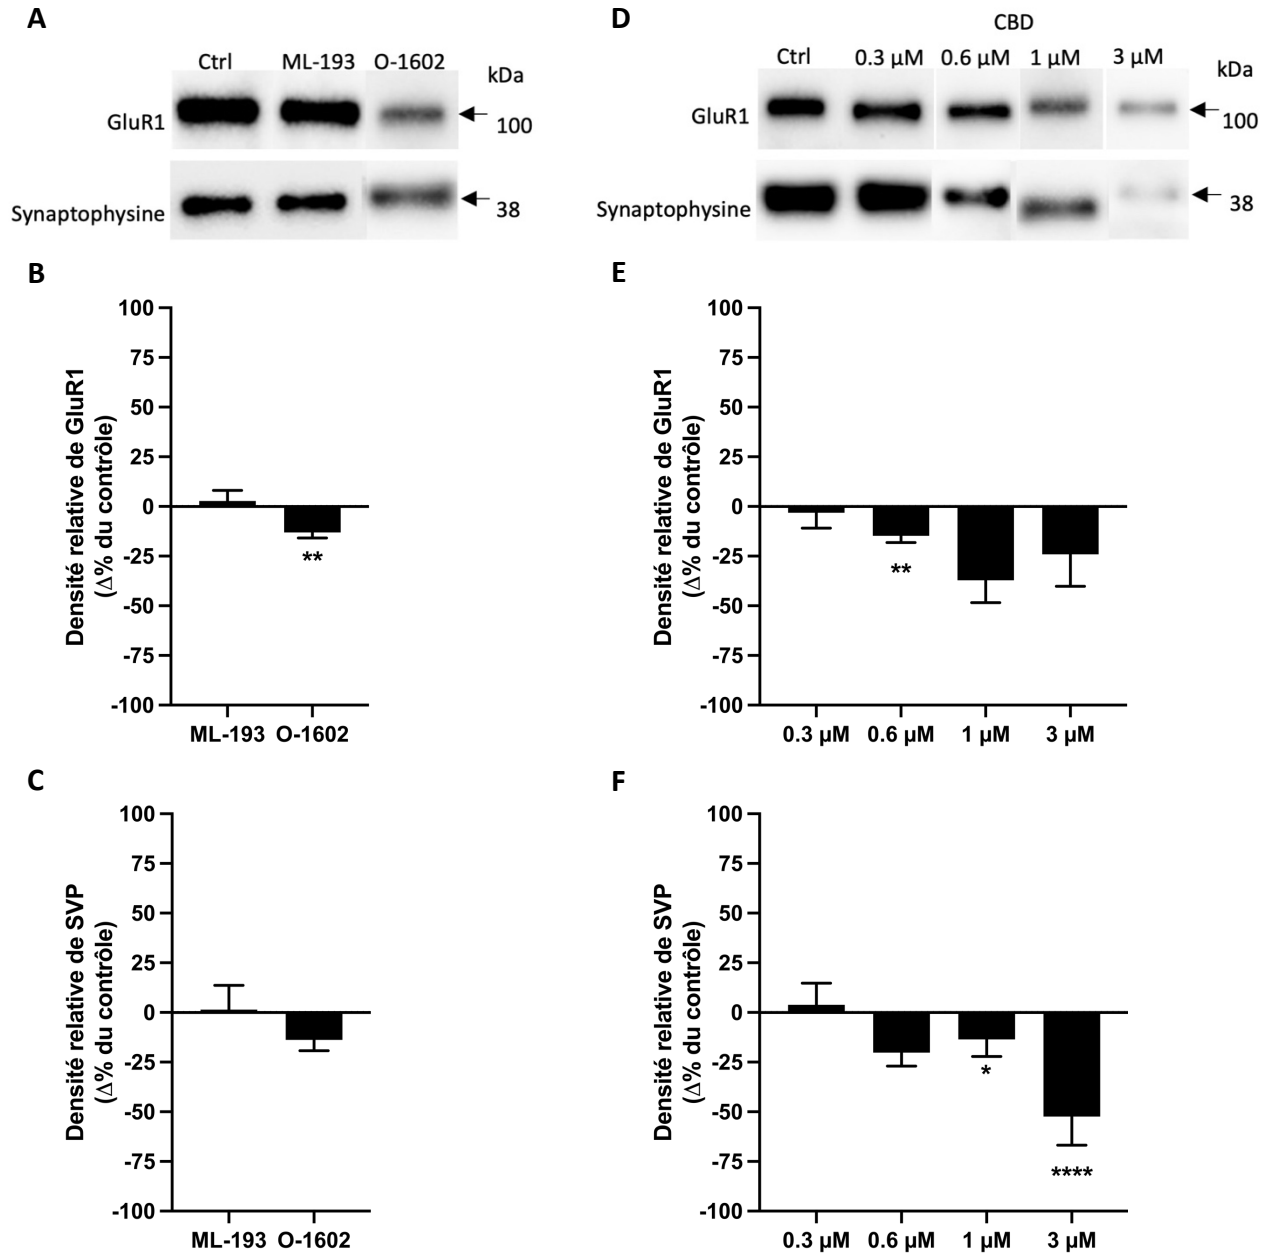 A
Ctrl ML-193 O-1602
kDa
GluR1
100
Synaptophysine
38
D
CBD
Ctrl 0.3 µM 0.6 µM 1 µM 3 µM
kDa
GluR1
100
Synaptophysine
38
B
Densité relative de GluR1
(Δ% du contrôle)
100
75
50
25
0
-25
-50
-75
-100
**
ML-193 O-1602
E
Densité relative de GluR1
(Δ% du contrôle)
100
75
50
25
0
-25
-50
-75
-100
**
0.3 µM 0.6 µM 1 µM 3 µM
C
Densité relative de SVP
(Δ% du contrôle)
100
75
50
25
0
-25
-50
-75
-100
ML-193 O-1602
F
Densité relative de SVP
(Δ% du contrôle)
100
75
50
25
0
-25
-50
-75
-100
*
****
0.3 µM 0.6 µM 1 µM 3 µM